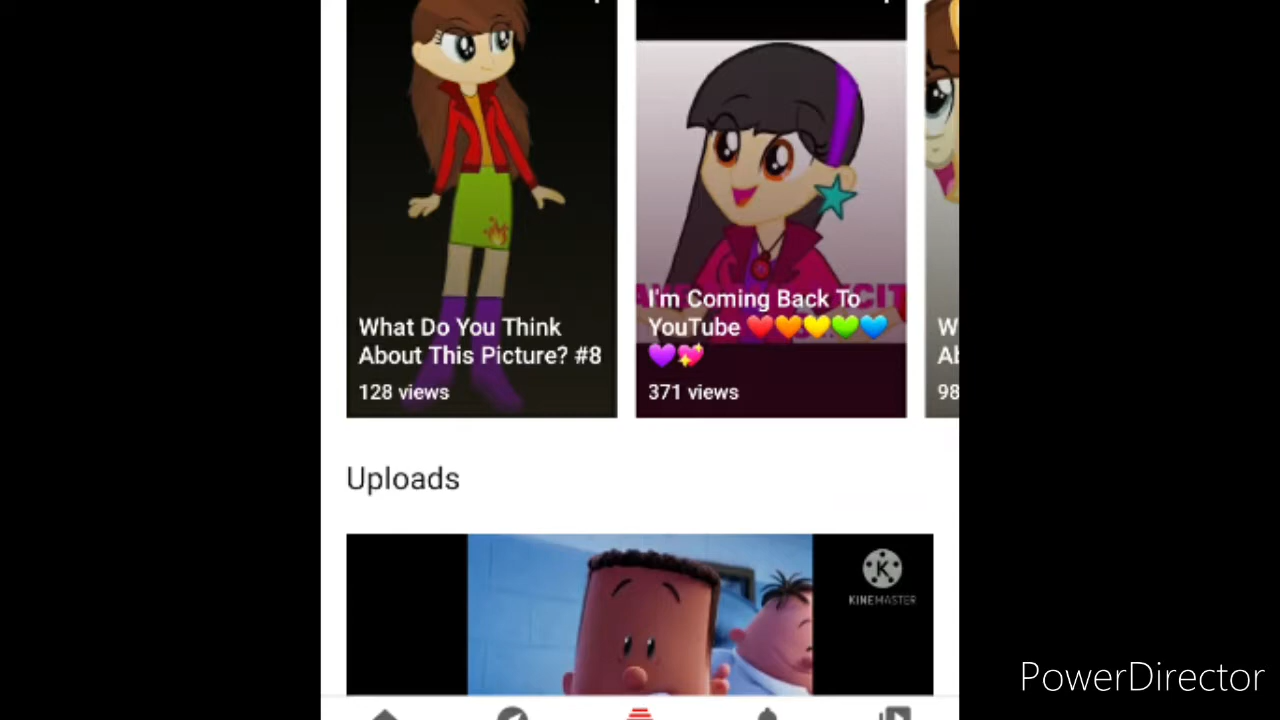 What Do You Think
About This Picture? #8
128 views
I'm Coming Back To
YouTube ❤️🧡💛💚💙
💜💖
371 views
98
Uploads
KINEMASTER
PowerDirector